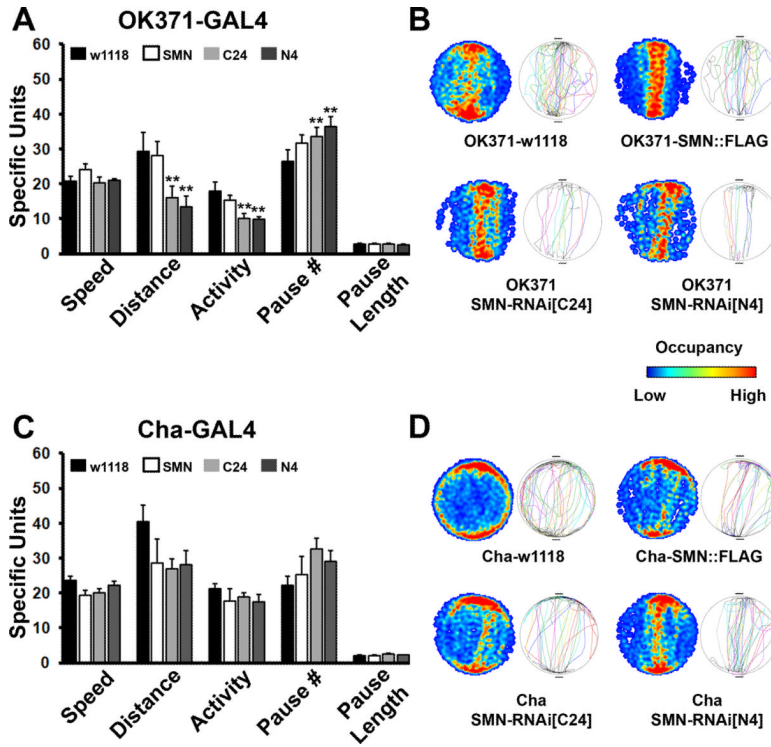 A
OK371-GAL4
w1118 SMN C24 N4
Specific Units
60
50
40
30
20
10
0
** ** ** ** ** **
Speed
Distance
Activity
Pause #
Pause
Length
B
OK371-w1118
OK371-SMN::FLAG
OK371
SMN-RNAi[C24]
OK371
SMN-RNAi[N4]
Occupancy
Low High
C
Cha-GAL4
w1118 SMN C24 N4
Specific Units
60
50
40
30
20
10
0
Speed
Distance
Activity
Pause #
Pause
Length
D
Cha-w1118
Cha-SMN::FLAG
Cha
SMN-RNAi[C24]
Cha
SMN-RNAi[N4]